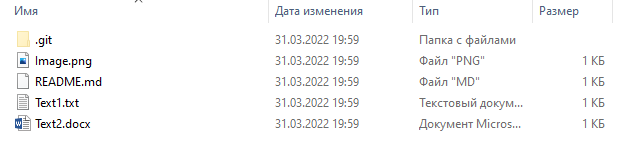 Имя Дата изменения Тип Размер
.git 31.03.2022 19:59 Папка с файлами
Image.png 31.03.2022 19:59 Файл "PNG" 1 КБ
README.md 31.03.2022 19:59 Файл "MD" 1 КБ
Text1.txt 31.03.2022 19:59 Текстовый докум... 1 КБ
Text2.docx 31.03.2022 19:59 Документ Micros... 1 КБ